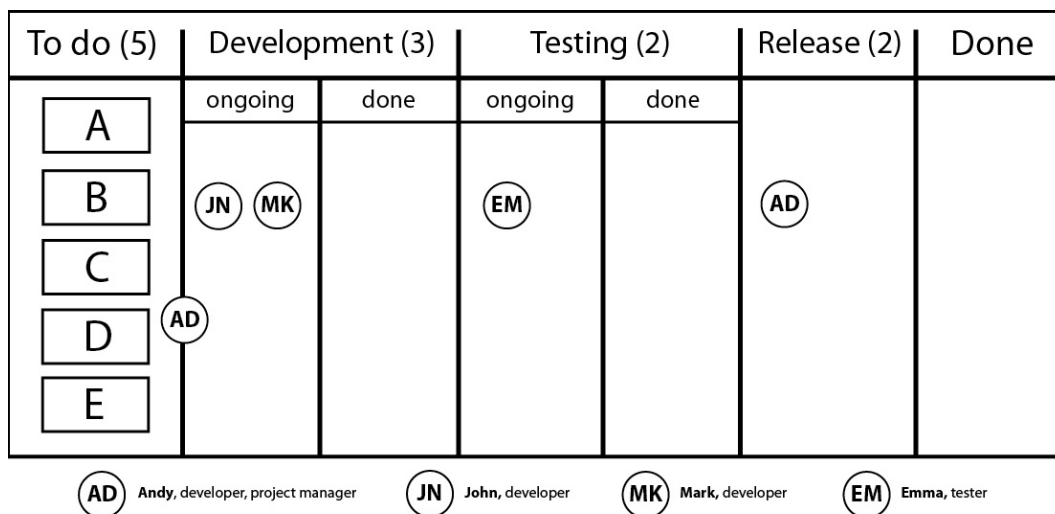 To do (5) Development (3) Testing (2) Release (2) Done
ongoing done ongoing done
A
B
JN MK EM AD
C
AD
D
E
AD Andy, developer, project manager JN John, developer MK Mark, developer EM Emma, tester